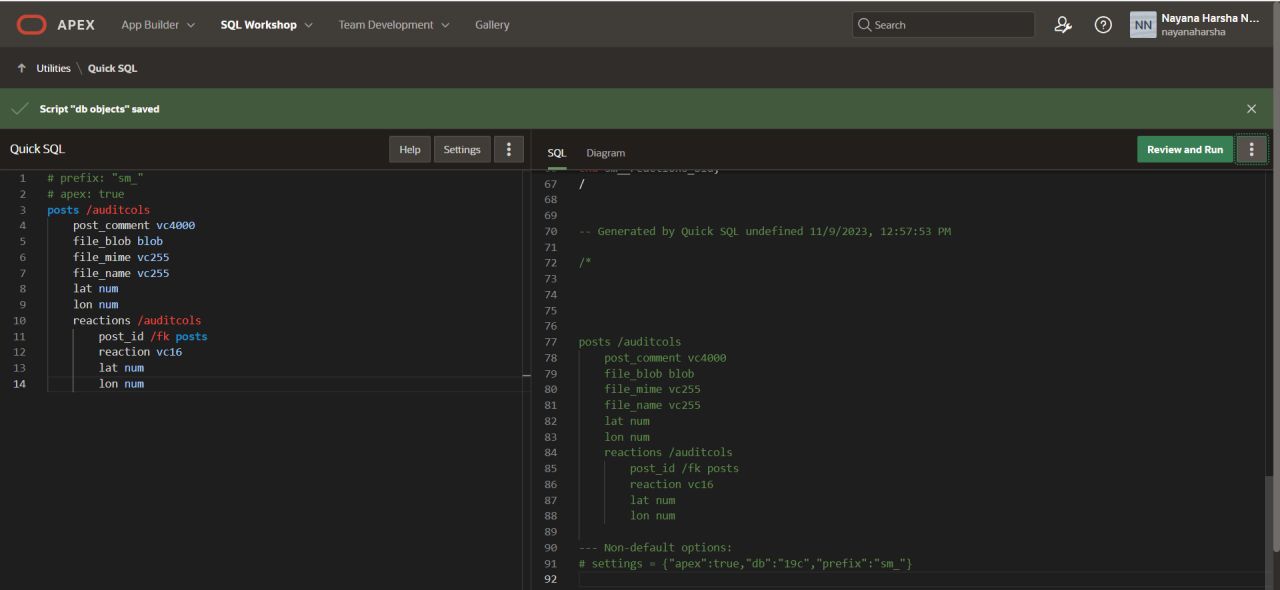 APEX App Builder SQL Workshop Team Development Gallery Search NN Nayana Harsha N...
nayanaharsha
Utilities \ Quick SQL
Script "db objects" saved
Quick SQL Help Settings
SQL Diagram Review and Run
1 # prefix: "sm_"
2 # apex: true
3 posts /auditcols
4 post_comment vc4000
5 file_blob blob
6 file_mime vc255
7 file_name vc255
8 lat num
9 lon num
10 reactions /auditcols
11 post_id /fk posts
12 reaction vc16
13 lat num
14 lon num
67 /
68
69
70 -- Generated by Quick SQL undefined 11/9/2023, 12:57:53 PM
71
72 /*
73
74
75
76
77 posts /auditcols
78 post_comment vc4000
79 file_blob blob
80 file_mime vc255
81 file_name vc255
82 lat num
83 lon num
84 reactions /auditcols
85 post_id /fk posts
86 reaction vc16
87 lat num
88 lon num
89
90 --- Non-default options:
91 # settings = {"apex":true,"db":"19c","prefix":"sm_"}
92